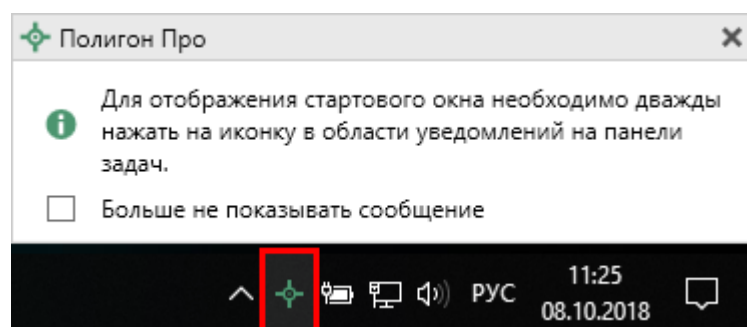 Полигон Про
Для отображения стартового окна необходимо дважды
нажать на иконку в области уведомлений на панели
задач.
Больше не показывать сообщение
РУС
11:25
08.10.2018